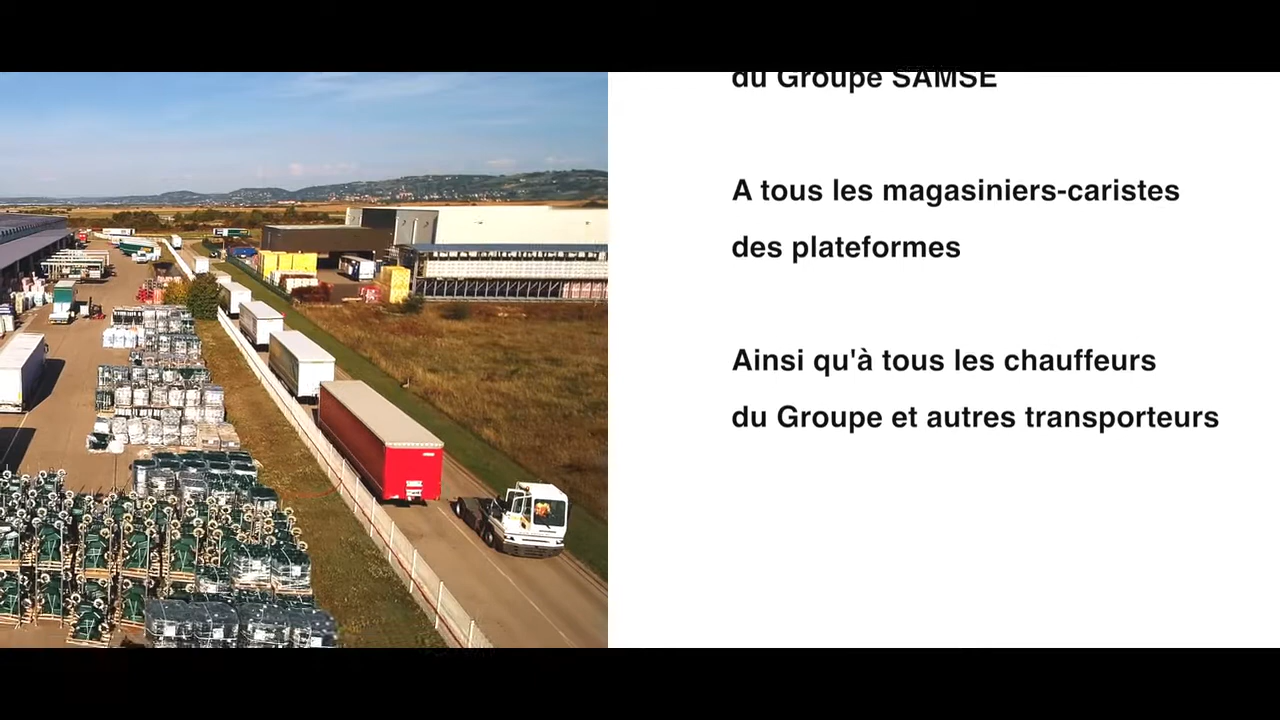 du Groupe SAMSE
A tous les magasiniers-caristes
des plateformes
Ainsi qu'à tous les chauffeurs
du Groupe et autres transporteurs